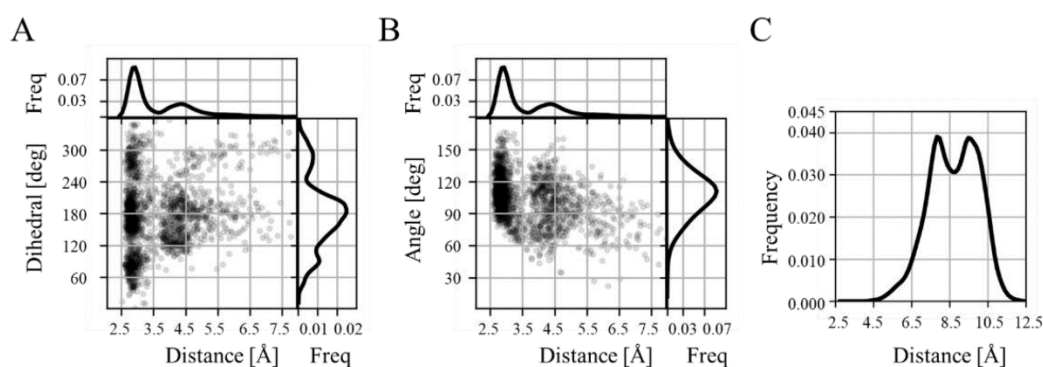 A
B
C
Freq
0.07
0.03
Dihedral [deg]
300
240
180
120
60
2.5 3.5 4.5 5.5 6.5 7.5
0.01 0.02
Distance [Å]
Freq
Freq
0.07
0.03
Angle [deg]
150
120
90
60
30
2.5 3.5 4.5 5.5 6.5 7.5
0.03 0.07
Distance [Å]
Freq
Frequency
0.045
0.040
0.030
0.020
0.010
0.000
2.5 4.5 6.5 8.5 10.5 12.5
Distance [Å]